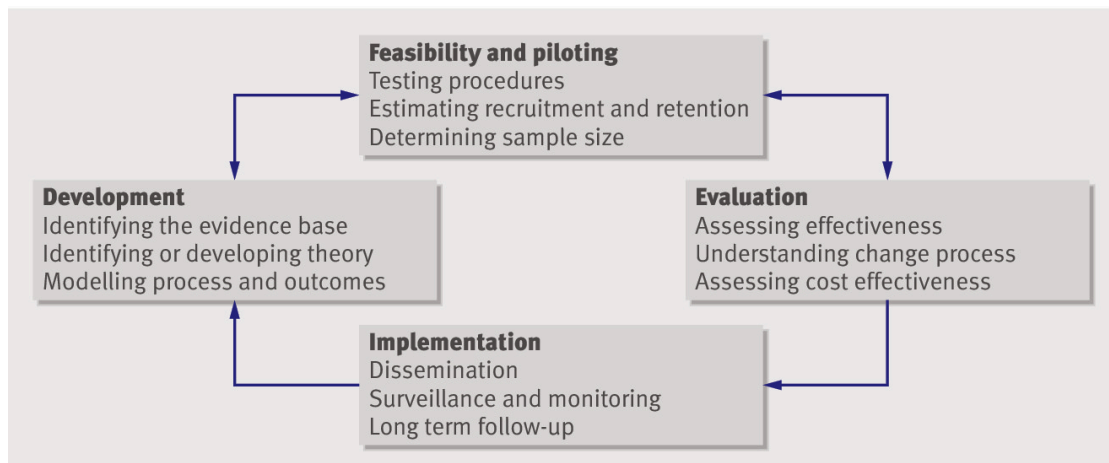 Feasibility and piloting
Testing procedures
Estimating recruitment and retention
Determining sample size
Development
Identifying the evidence base
Identifying or developing theory
Modelling process and outcomes
Evaluation
Assessing effectiveness
Understanding change process
Assessing cost effectiveness
Implementation
Dissemination
Surveillance and monitoring
Long term follow-up